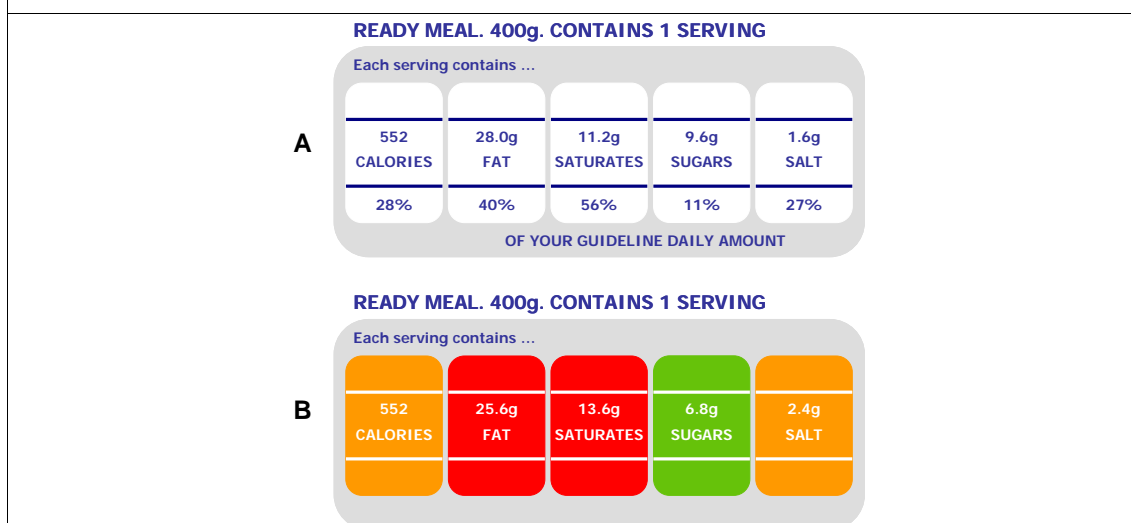 READY MEAL. 400g. CONTAINS 1 SERVING
Each serving contains ...
A
552 28.0g 11.2g 9.6g 1.6g
CALORIES FAT SATURATES SUGARS SALT
28% 40% 56% 11% 27%
OF YOUR GUIDELINE DAILY AMOUNT
READY MEAL. 400g. CONTAINS 1 SERVING
Each serving contains ...
B
552 25.6g 13.6g 6.8g 2.4g
CALORIES FAT SATURATES SUGARS SALT